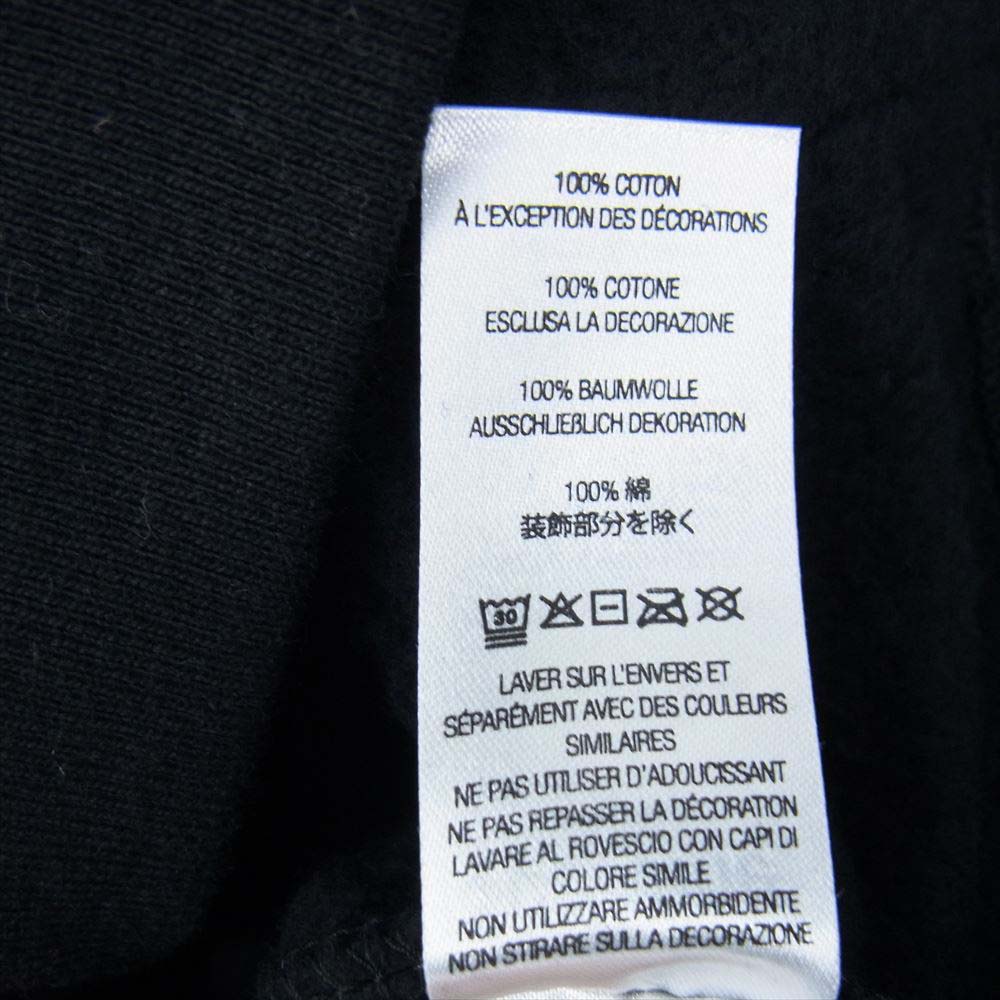 100% COTON
À L'EXCEPTION DES DÉCORATIONS
100% COTONE
ESCLUSA LA DECORAZIONE
100% BAUMWOLLE
AUSSCHLIEßLICH DEKORATION
100% 綿
装飾部分を除く
30
LAVER SUR L'ENVERS ET
SÉPARÉMENT AVEC DES COULEURS
SIMILAIRES
NE PAS UTILISER D'ADOUCISSANT
NE PAS REPASSER LA DÉCORATION
LAVARE AL ROVESCIO CON CAPI DI
COLORE SIMILE
NON UTILIZZARE AMMORBIDENTE
NON STIRARE SULLA DECORAZIONE